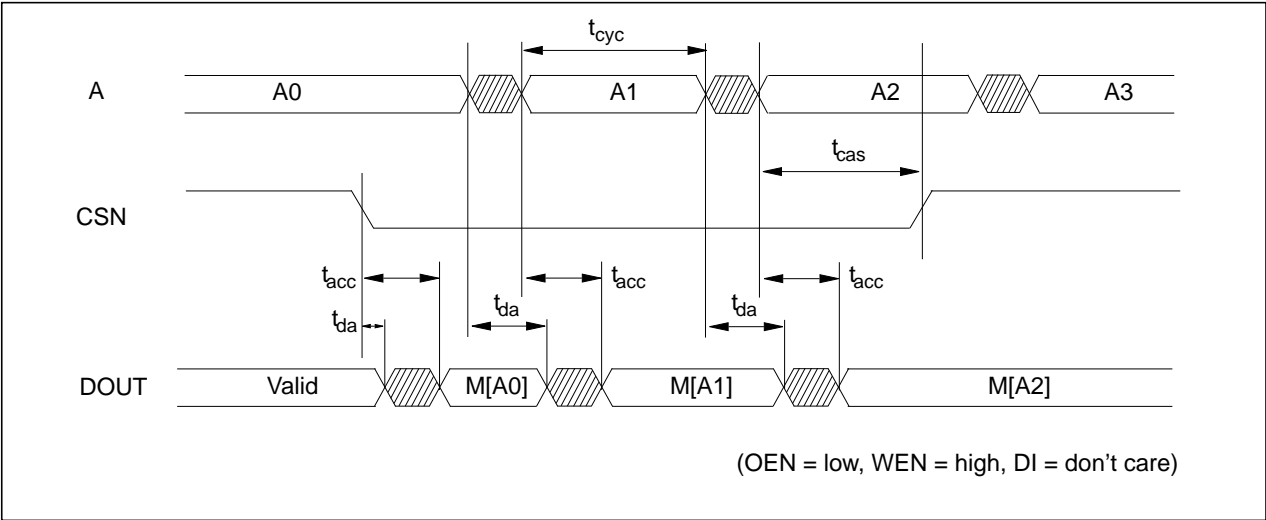 tcyc
A A0 A1 A2 A3
tcas
CSN
tacc tacc tacc
tda tda tda
DOUT Valid M[A0] M[A1] M[A2]
(OEN = low, WEN = high, DI = don't care)